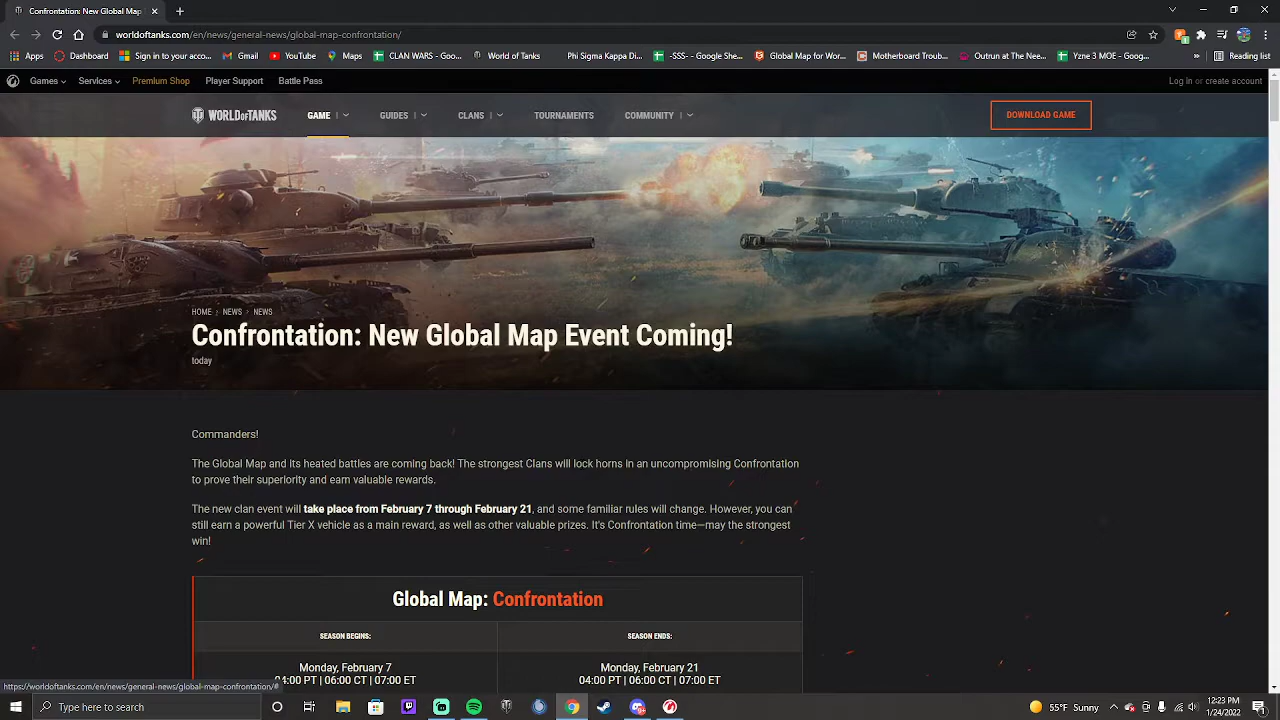 Confrontation: New Global Map
worldoftanks.com/en/news/general-news/global-map-confrontation/
Apps
Dashboard
Sign in to your acco...
Gmail
YouTube
Maps
CLAN WARS - Goo...
World of Tanks
Phi Sigma Kappa Di...
-SSS- - Google She...
Global Map for Wor...
Motherboard Trou...
Outrun at The Nex...
Yzne 3 MOE - Goog...
»
Reading list
Games
Services
Premium Shop
Player Support
Battle Pass
Log in or create account
WORLD OF TANKS
GAME
GUIDES
CLANS
TOURNAMENTS
COMMUNITY
DOWNLOAD GAME
HOME > NEWS > NEWS
Confrontation: New Global Map Event Coming!
today
Commanders!
The Global Map and its heated battles are coming back! The strongest Clans will lock horns in an uncompromising Confrontation
to prove their superiority and earn valuable rewards.
The new clan event will take place from February 7 through February 21, and some familiar rules will change. However, you can
still earn a powerful Tier X vehicle as a main reward, as well as other valuable prizes. It's Confrontation time—may the strongest
win!
Global Map: Confrontation
SEASON BEGINS:
SEASON ENDS:
Monday, February 7
Monday, February 21
04:00 PT | 06:00 CT | 07:00 ET
04:00 PT | 06:00 CT | 07:00 ET
https://worldoftanks.com/en/news/general-news/global-map-confrontation/#
Type here to search
55°F Sunny
12:23 PM
1/24/2022